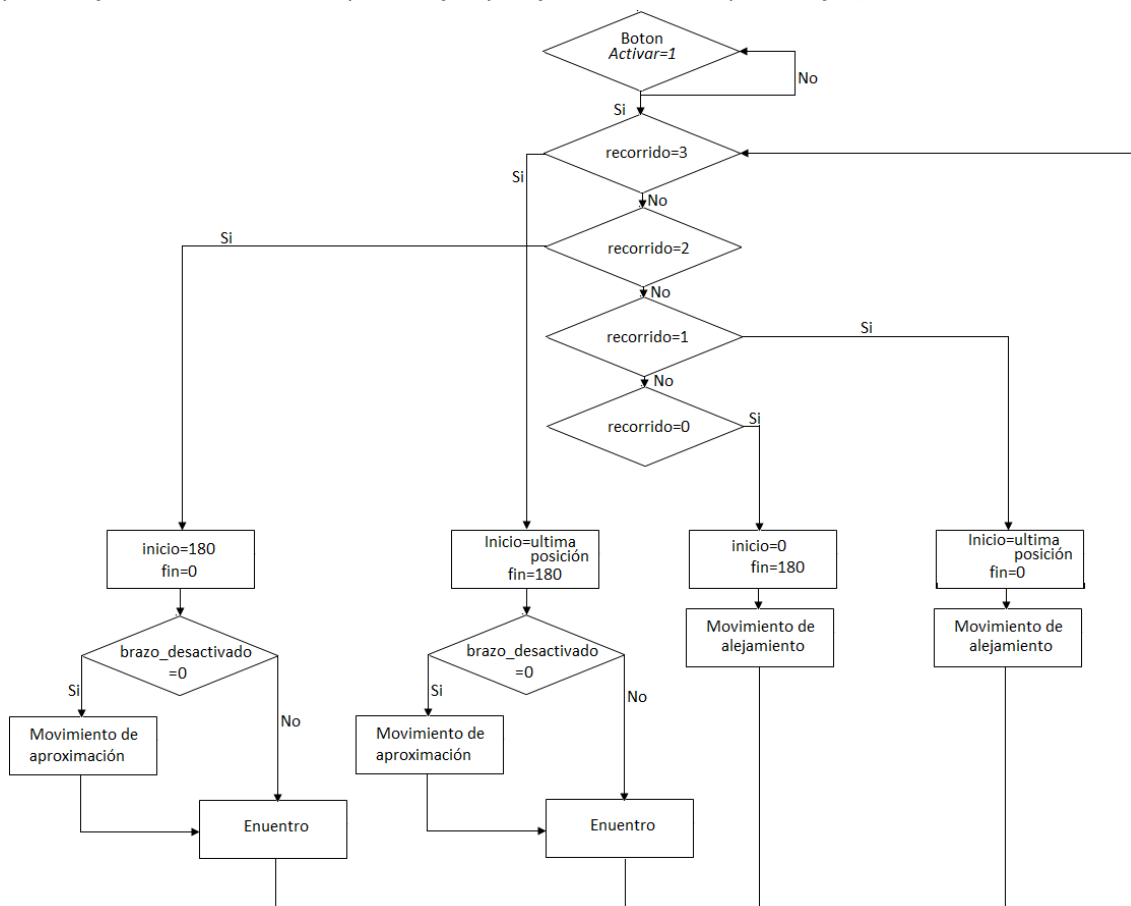 Boton
Activar=1
No
Si
recorrido=3
Si
No
recorrido=2
Si
No
recorrido=1
Si
No
recorrido=0
Si
inicio=180
fin=0
Inicio=ultima
posición
fin=180
inicio=0
fin=180
Inicio=ultima
posición
fin=0
brazo_desactivado
=0
Si
No
Movimiento de
aproximación
Enuentro
brazo_desactivado
=0
Si
No
Movimiento de
aproximación
Enuentro
Movimiento de
alejamiento
Movimiento de
alejamiento